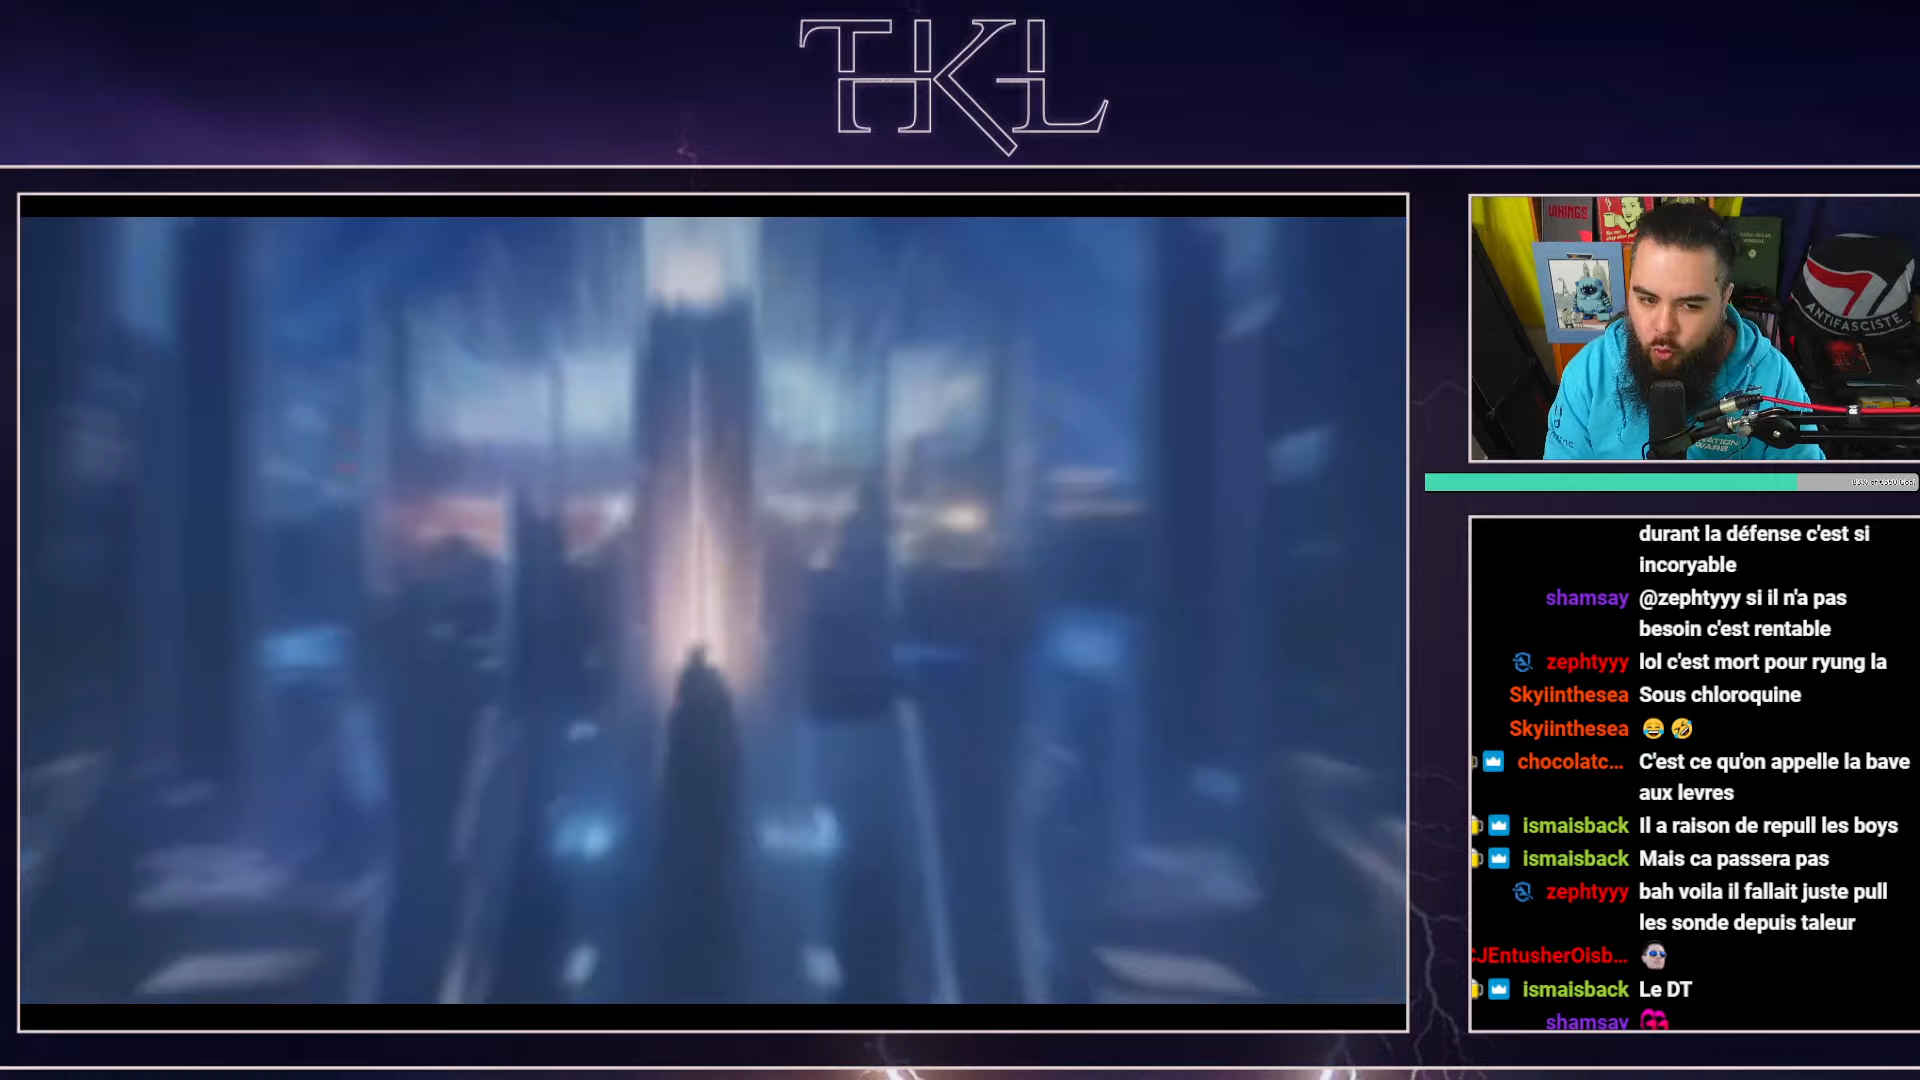 TKL
VIKINGS
ANTIFASCISTE
durant la défense c'est si
incoryable
shamsay @zephtyyy si il n'a pas
besoin c'est rentable
zephtyyy lol c'est mort pour ryung la
Skyiinthesea Sous chloroquine
Skyiinthesea 😂 🤣
chocolatc... C'est ce qu'on appelle la bave
aux levres
ismaisback Il a raison de repull les boys
ismaisback Mais ca passera pas
zephtyyy bah voila il fallait juste pull
les sonde depuis taleur
JEntusherOisb...
ismaisback Le DT
shamsay